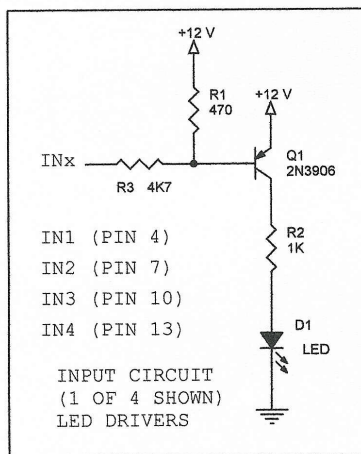 +12 V
R1
470
+12 V
INx
Q1
2N3906
R3 4K7
R2
1K
IN1 (PIN 4)
IN2 (PIN 7)
IN3 (PIN 10)
IN4 (PIN 13)
D1
LED
INPUT CIRCUIT
(1 OF 4 SHOWN)
LED DRIVERS